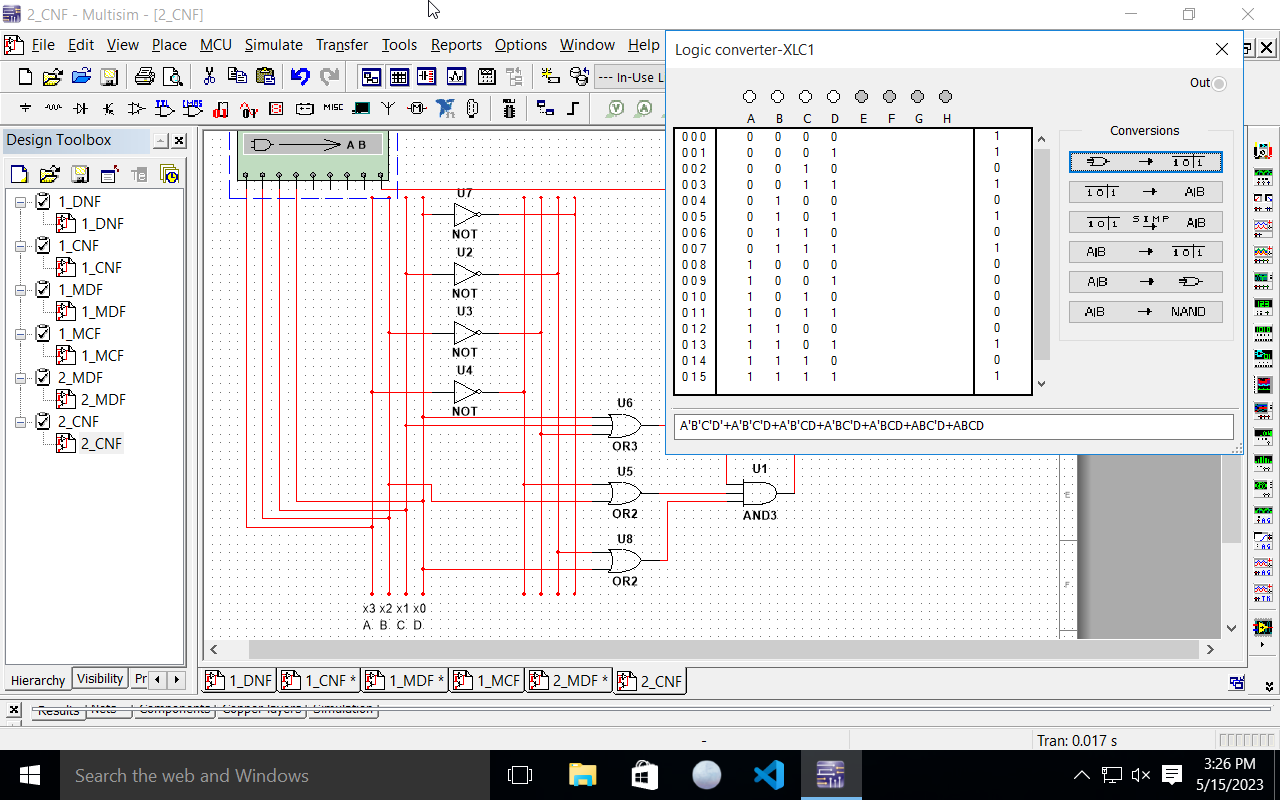 2_CNF - Multisim - [2_CNF]
File Edit View Place MCU Simulate Transfer Tools Reports Options Window Help
--- In-Use L
MISC
Design Toolbox
1_DNF
1_DNF
1_CNF
1_CNF
1_MDF
1_MDF
1_MCF
1_MCF
2_MDF
2_MDF
2_CNF
2_CNF
Hierarchy Visibility Pr
A B
U7
NOT
U2
NOT
U3
NOT
U4
NOT
U6
OR3
U5
OR2
U8
OR2
U1
AND3
x3 x2 x1 x0
A B C D
E
F
Logic converter-XLC1
Out
A B C D E F G H
000 0 0 0 0 1
001 0 0 0 1 1
002 0 0 1 0 0
003 0 0 1 1 1
004 0 1 0 0 0
005 0 1 0 1 1
006 0 1 1 0 0
007 0 1 1 1 1
008 1 0 0 0 0
009 1 0 0 1 0
010 1 0 1 0 0
011 1 0 1 1 0
012 1 1 0 0 0
013 1 1 0 1 1
014 1 1 1 0 0
015 1 1 1 1 1
Conversions
1 0 1
1 0 1 A|B
1 0 1 SIMP A|B
A|B 1 0 1
A|B
A|B NAND
A'B'C'D'+A'B'C'D+A'B'CD+A'BC'D+A'BCD+ABC'D+ABCD
1_DNF 1_CNF * 1_MDF * 1_MCF 2_MDF * 2_CNF
Results Nets Components Copper layers Simulation
- Tran: 0.017 s
Search the web and Windows
3:26 PM
5/15/2023